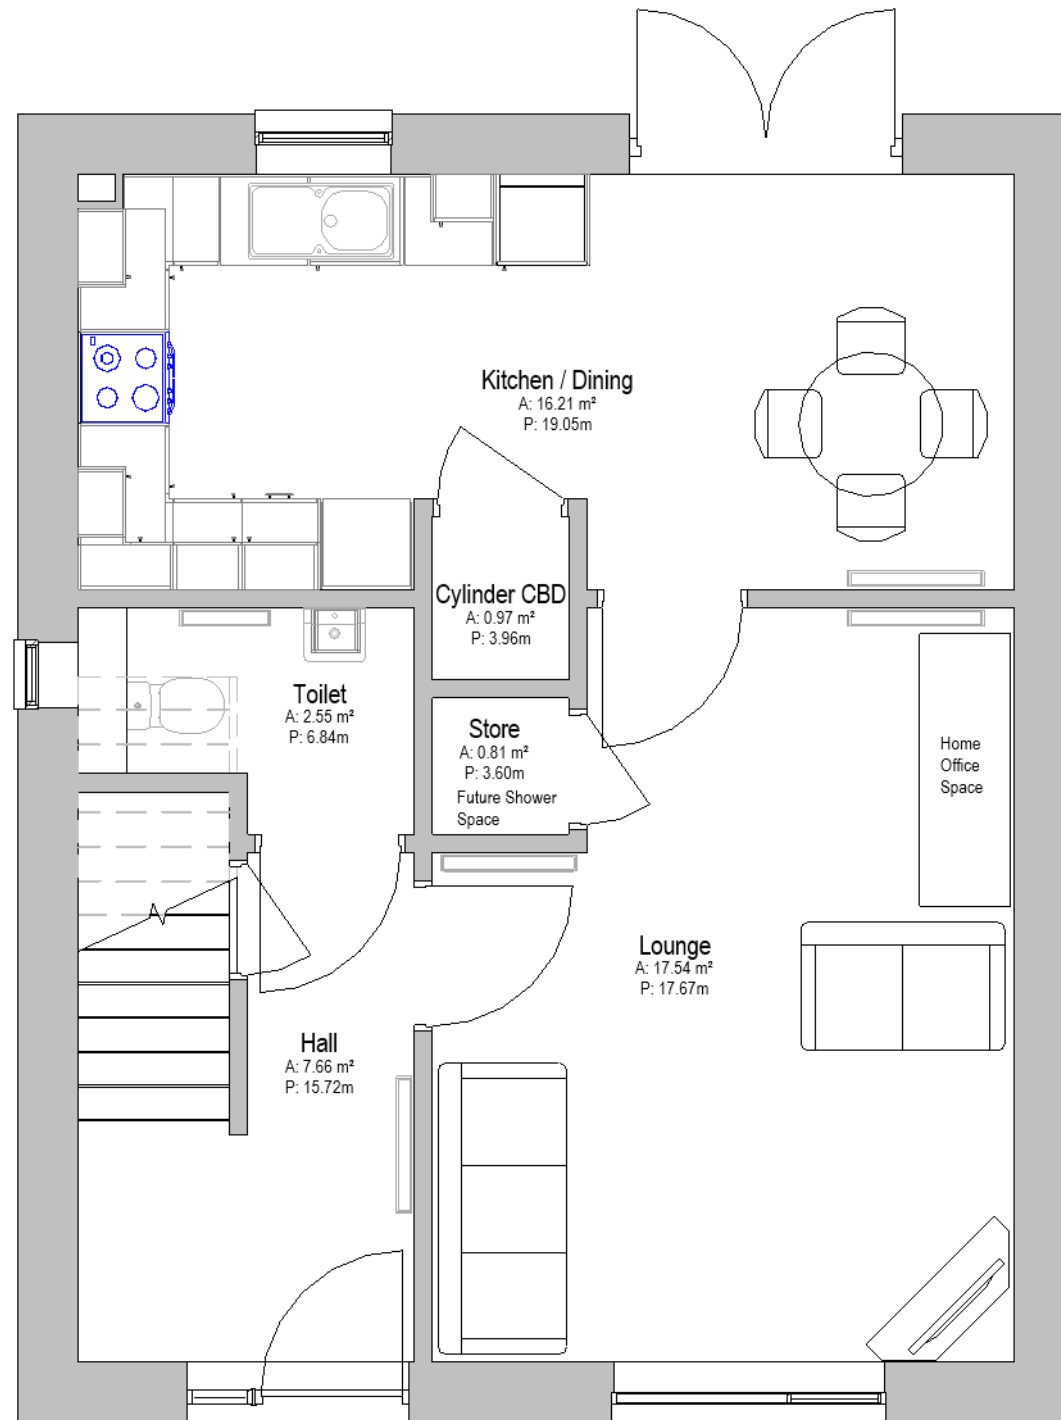 Kitchen / Dining
A: 16.21 m²
P: 19.05m
Cylinder CBD
A: 0.97 m²
P: 3.96m
Toilet
A: 2.55 m²
P: 6.84m
Store
A: 0.81 m²
P: 3.60m
Future Shower
Space
Home
Office
Space
Lounge
A: 17.54 m²
P: 17.67m
Hall
A: 7.66 m²
P: 15.72m